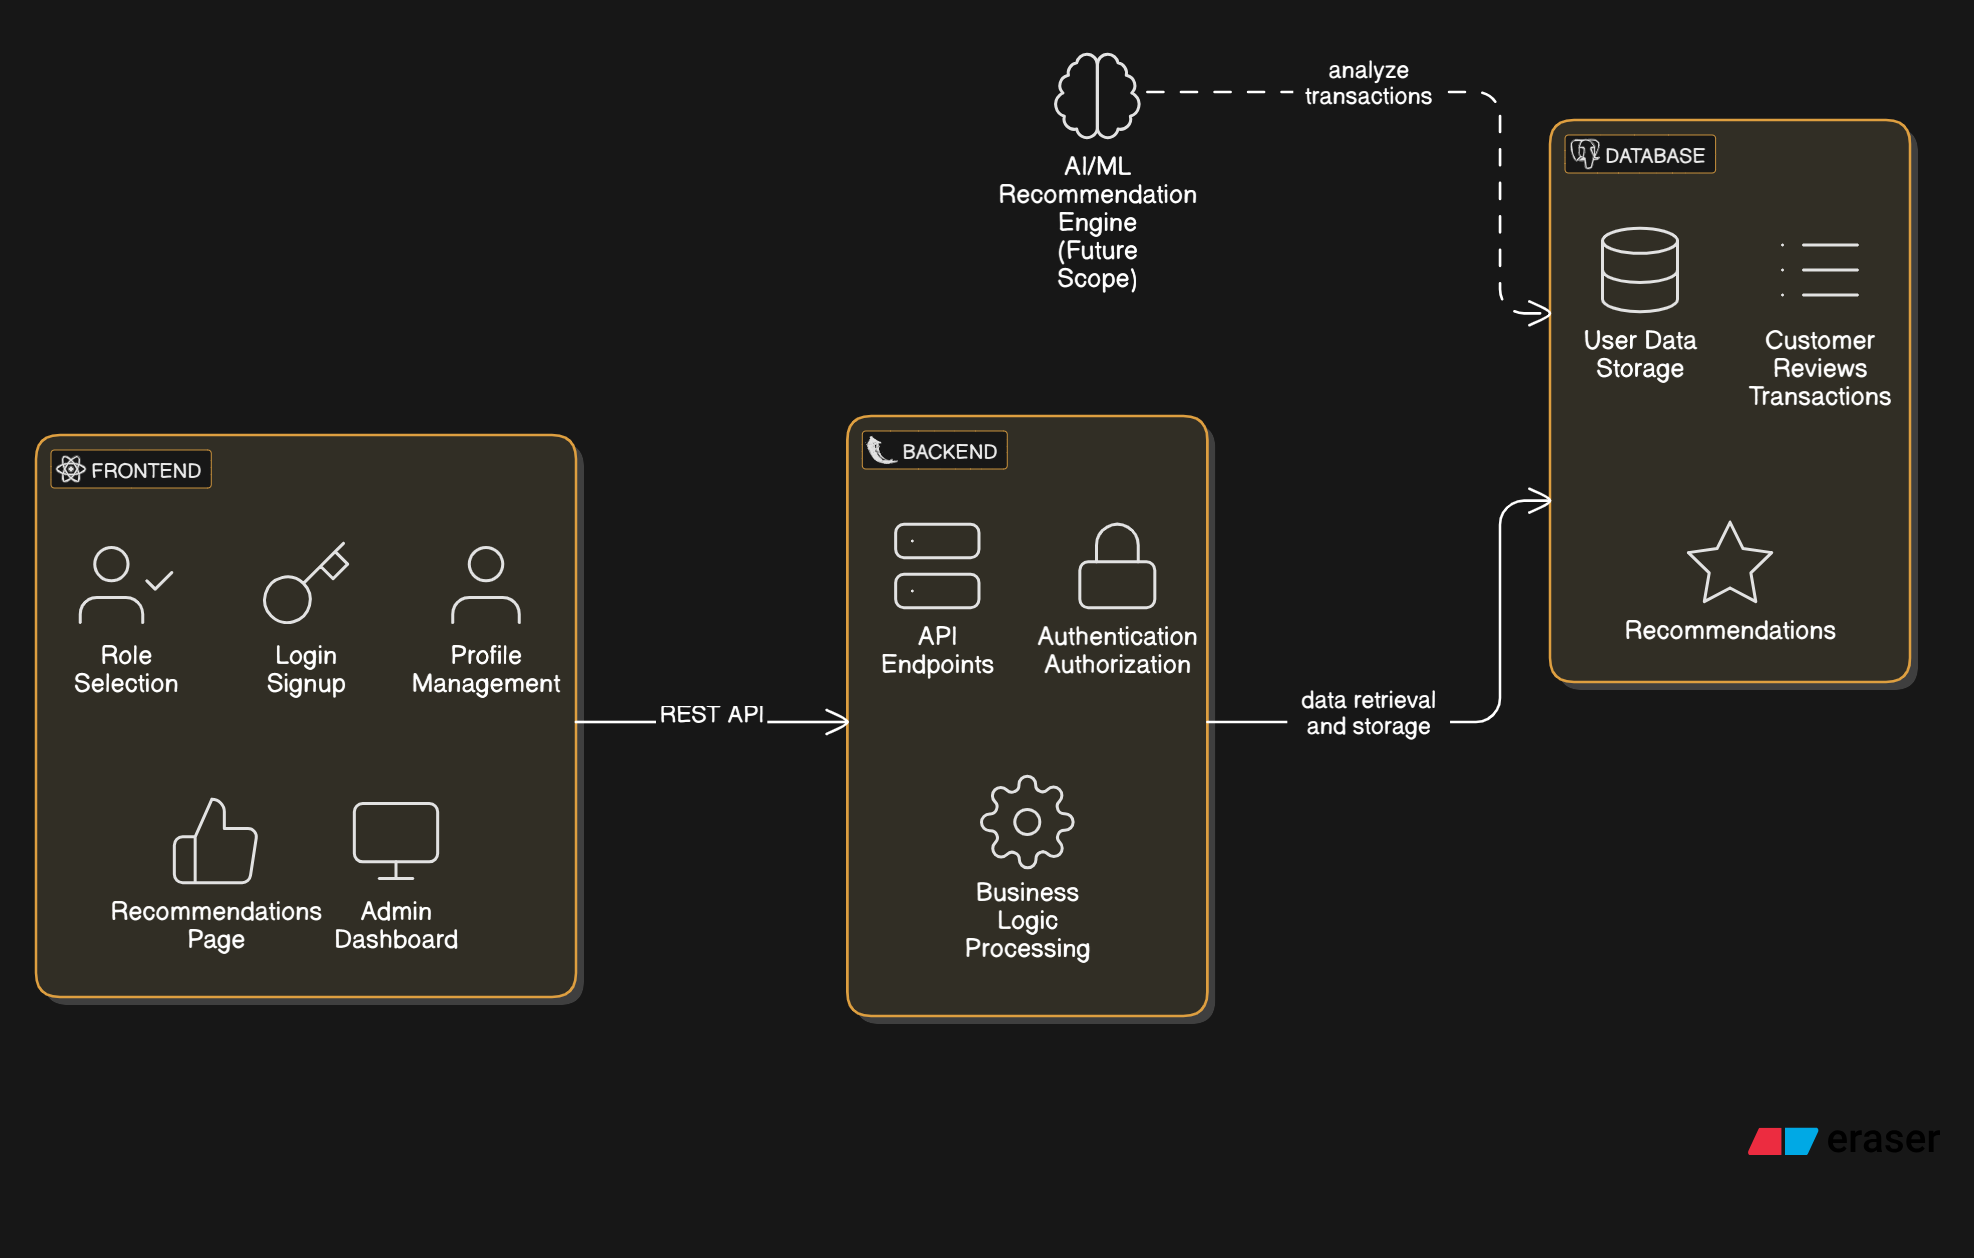 analyze
transactions
AI/ML
Recommendation
Engine
(Future
Scope)
DATABASE
User Data
Storage
Customer
Reviews
Transactions
Recommendations
FRONTEND
Role
Selection
Login
Signup
Profile
Management
Recommendations
Page
Admin
Dashboard
REST API
BACKEND
API
Endpoints
Authentication
Authorization
Business
Logic
Processing
data retrieval
and storage
eraser